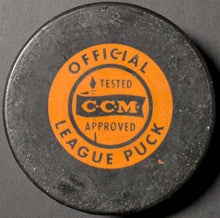 OFFICIAL
TESTED
CCM
APPROVED
LEAGUE PUCK